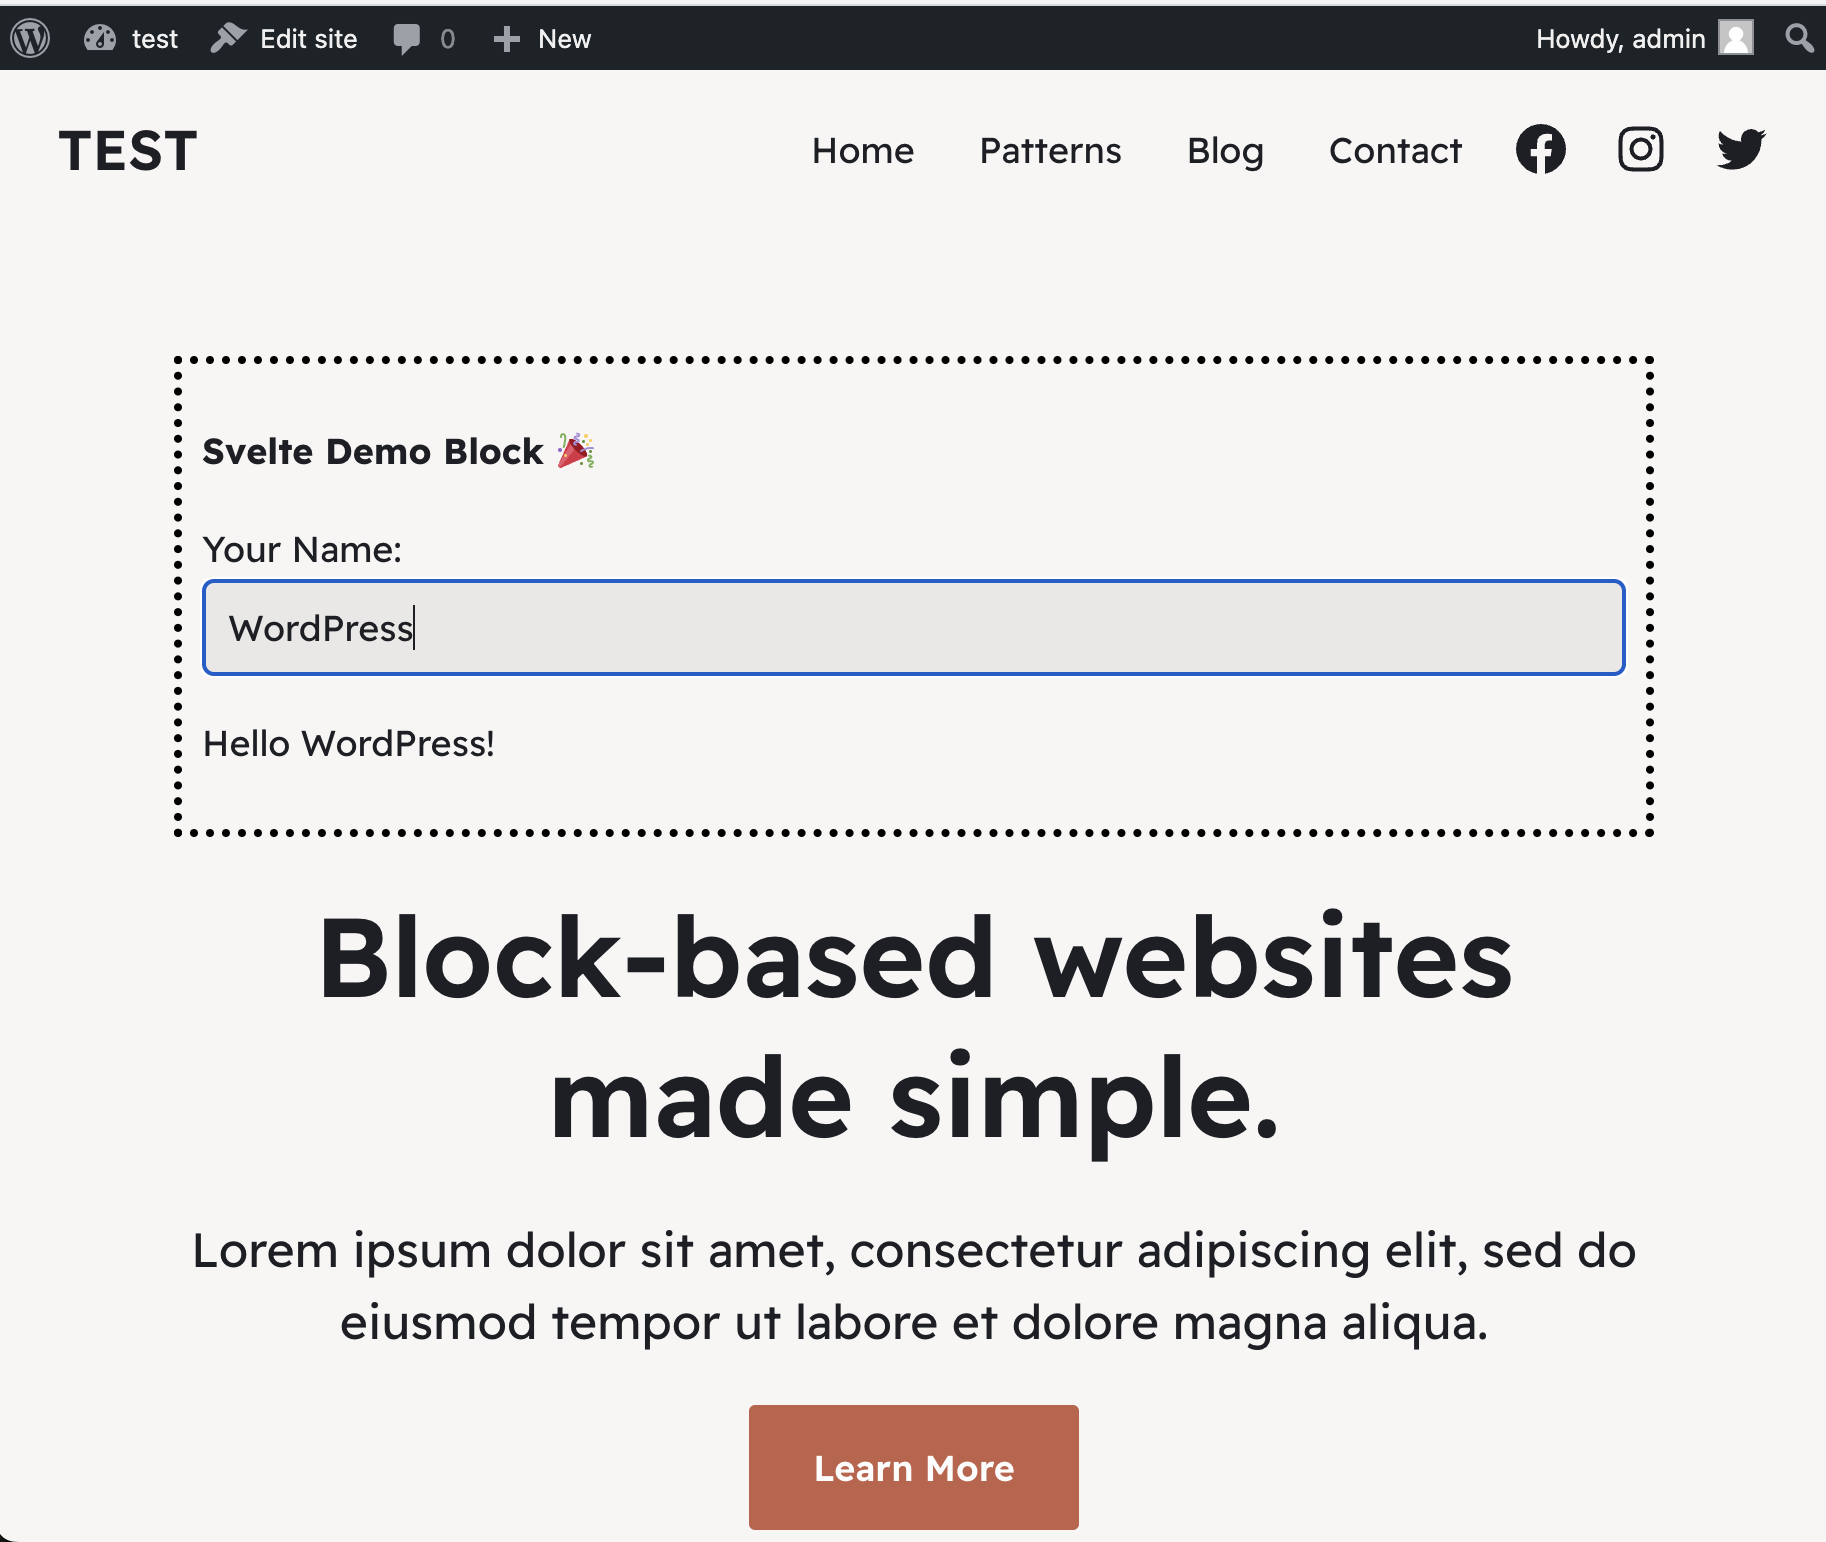 test Edit site 0 New Howdy, admin
TEST Home Patterns Blog Contact
Svelte Demo Block 🎉
Your Name:
WordPress
Hello WordPress!
Block-based websites
made simple.
Lorem ipsum dolor sit amet, consectetur adipiscing elit, sed do
eiusmod tempor ut labore et dolore magna aliqua.
Learn More